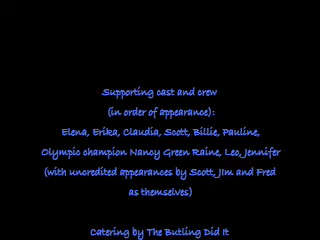 Supporting cast and crew
(in order of appearance):
Elena, Erika, Claudia, Scott, Billie, Pauline,
Olympic champion Nancy Green Raine, Leo, Jennifer
(with uncredited appearances by Scott, Jim and Fred
as themselves)
Catering by The Butling Did It